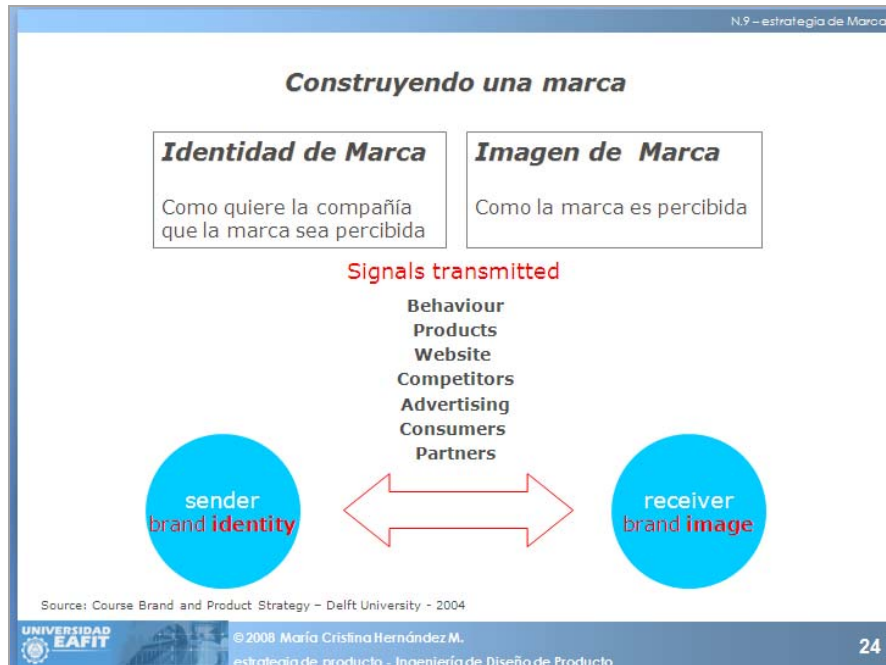 N.9 – estrategia de Marca
Construyendo una marca
Identidad de Marca
Como quiere la compañía
que la marca sea percibida
Imagen de Marca
Como la marca es percibida
Signals transmitted
Behaviour
Products
Website
Competitors
Advertising
Consumers
Partners
sender
brand identity
receiver
brand image
Source: Course Brand and Product Strategy – Delft University - 2004
UNIVERSIDAD
EAFIT
©2008 María Cristina Hernández M.
estrategia de producto - Ingeniería de Diseño de Producto
24